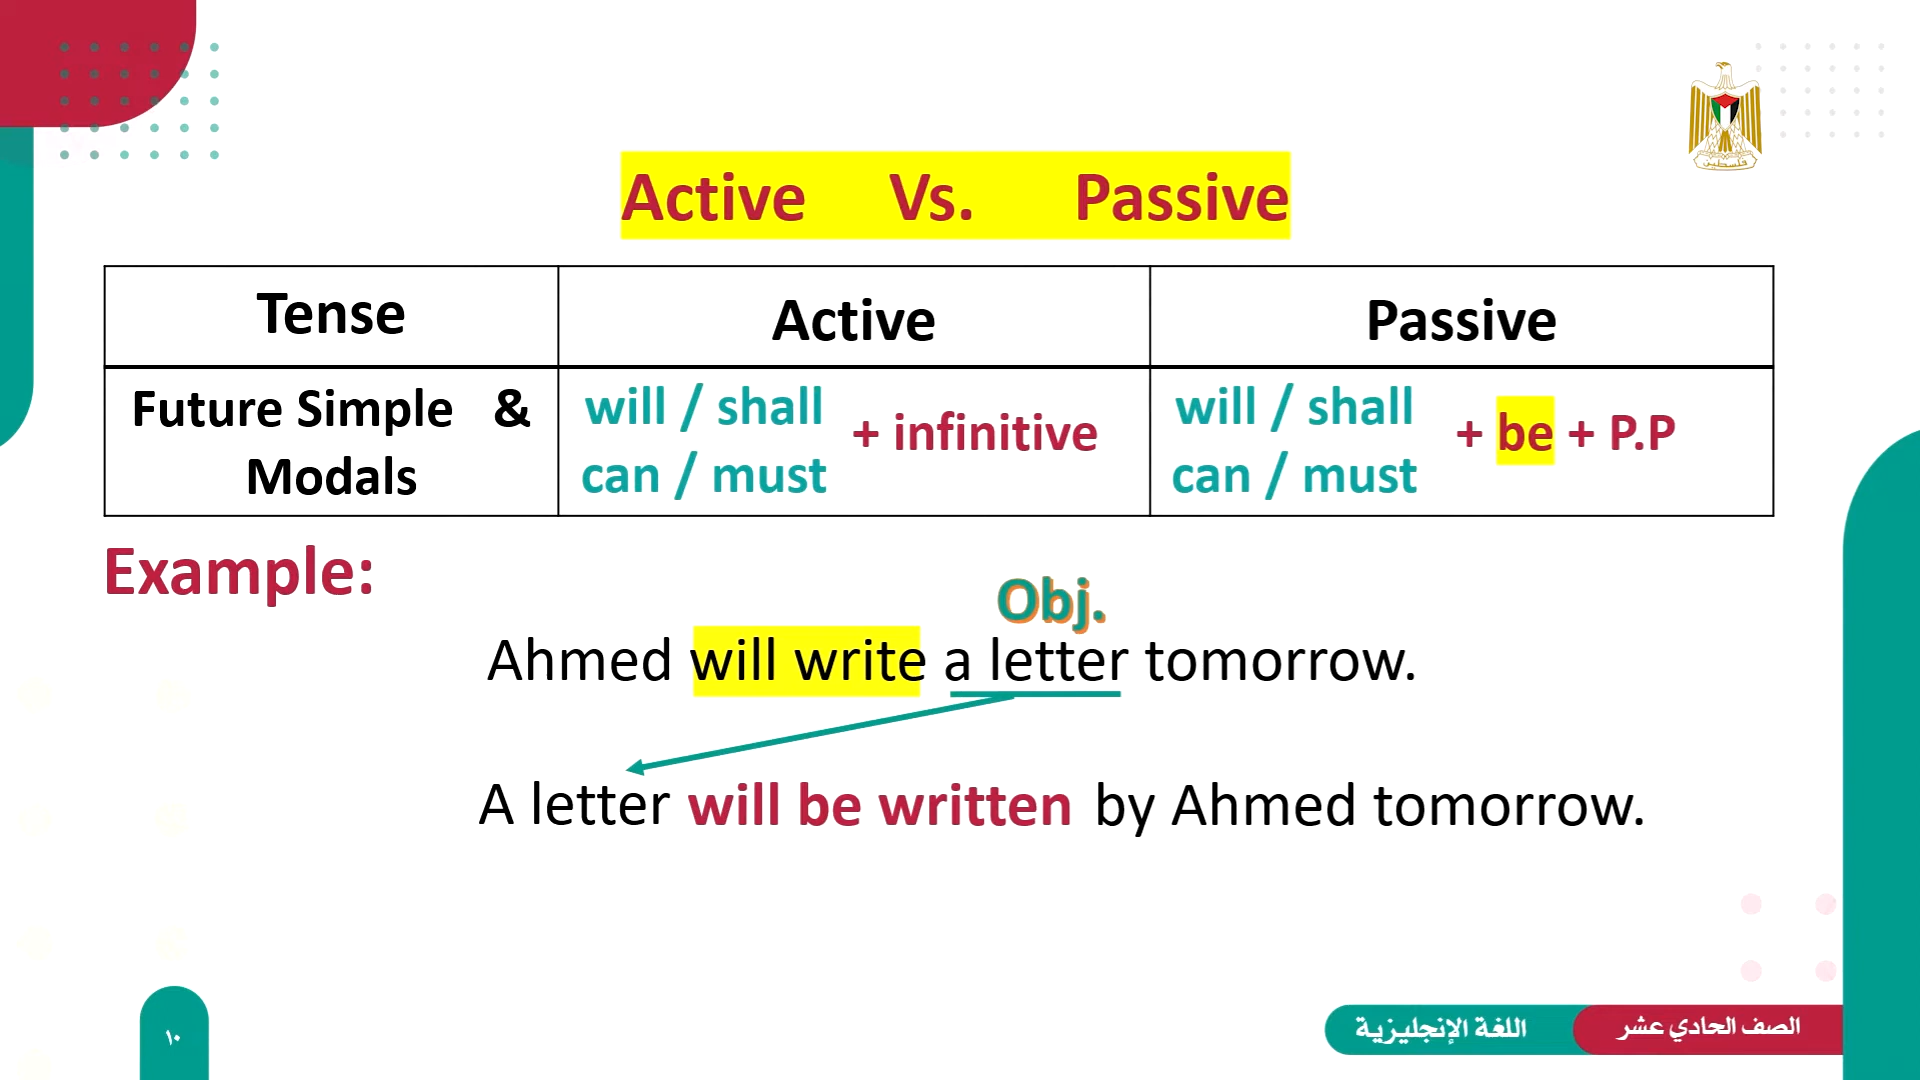 فلسطين
Active Vs. Passive
Tense Active Passive
Future Simple & Modals
will / shall
can / must
+ infinitive
will / shall
can / must
+ be + P.P
Example:
Obj.
Ahmed will write a letter tomorrow.
A letter will be written by Ahmed tomorrow.
١٠
الصف الحادي عشر
اللغة الإنجليزية